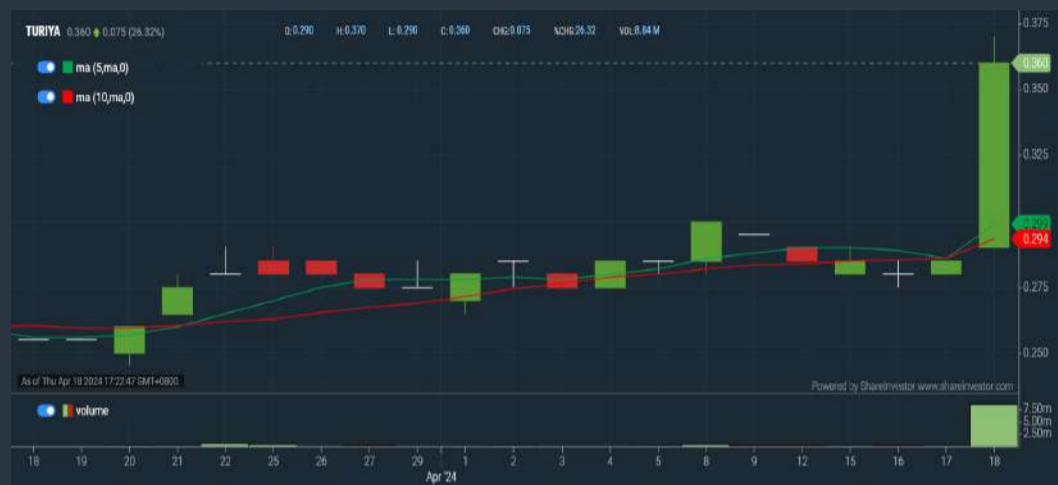 TURIYA 0.360 0.075 (26.32%) O:0.290 H:0.370 L:0.290 C:0.360 CHG:0.075 %CHG:26.32 VOL:8.84 M
ma (5,ma,0)
ma (10,ma,0)
0.375
0.360
0.350
0.325
0.299
0.294
0.275
0.250
As of Thu Apr 18 2024 17:22:47 GMT+0800
Powered by ShareInvestor www.shareinvestor.com
volume
7.50m
5.00m
2.50m
18 19 20 21 22 25 26 27 29 1 2 3 4 5 8 9 12 15 16 17 18
Apr '24